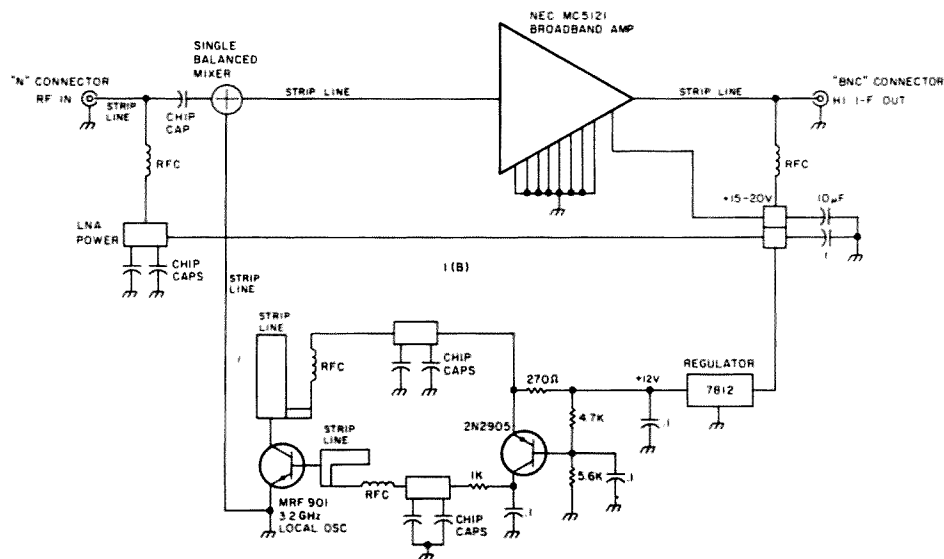 NEC MC5121
BROADBAND AMP
SINGLE
BALANCED
MIXER
"N" CONNECTOR
RF IN
STRIP
LINE
CHIP
CAP
STRIP LINE
STRIP LINE
"BNC" CONNECTOR
HI I-F OUT
RFC
RFC
+15-20V
10µF
LNA
POWER
CHIP
CAPS
1(B)
STRIP
LINE
STRIP
LINE
RFC
CHIP
CAPS
270Ω
+12V
REGULATOR
7812
2N2905
4.7K
.1
STRIP
LINE
1K
5.6K
.1
RFC
MRF 901
3.2 GHz
LOCAL OSC
CHIP
CAPS
.1